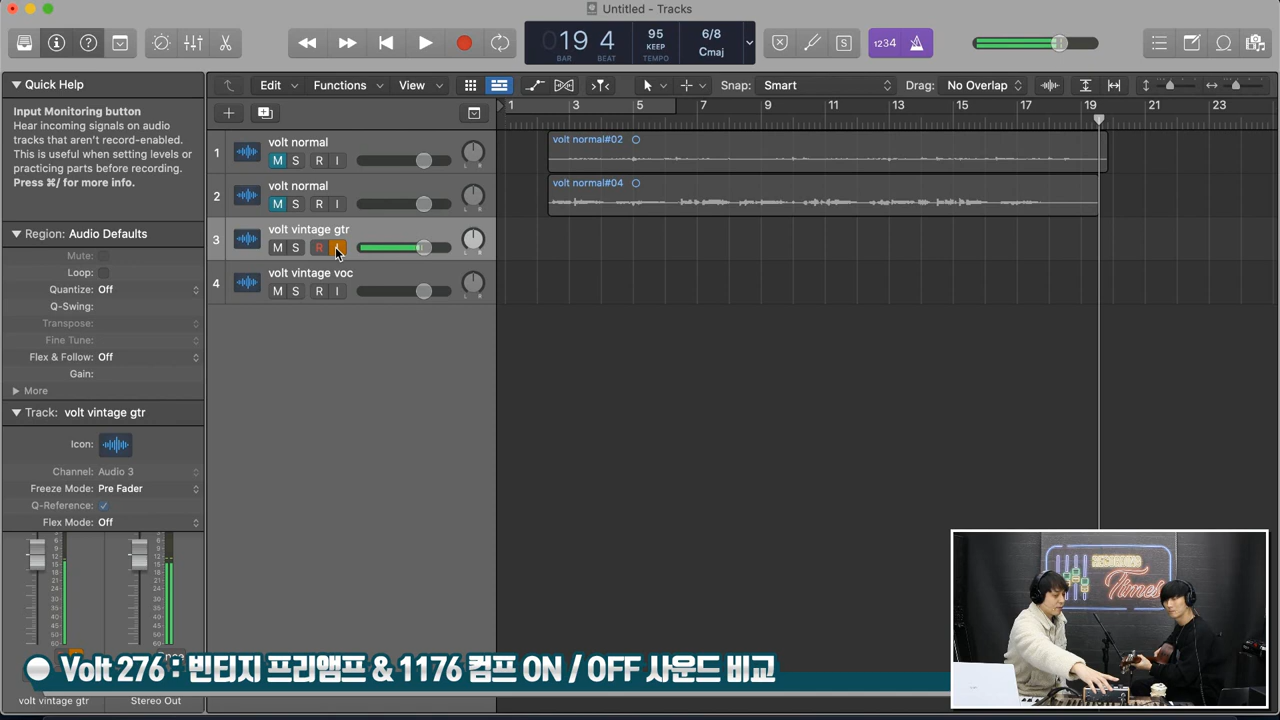 Untitled - Tracks
19 4
BAR BEAT
95
KEEP
TEMPO
6/8
Cmaj
1234
S
Quick Help
Input Monitoring button
Hear incoming signals on audio
tracks that aren't record-enabled.
This is useful when setting levels or
practicing parts before recording.
Press ⌘/ for more info.
Region: Audio Defaults
Mute:
Loop:
Quantize: Off
Q-Swing:
Transpose:
Fine Tune:
Flex & Follow: Off
Gain:
More
Track: volt vintage gtr
Icon:
Channel: Audio 3
Freeze Mode: Pre Fader
Q-Reference:
Flex Mode: Off
Edit Functions View Snap: Smart Drag: No Overlap
1 3 5 7 9 11 13 15 17 19 21 23
1 volt normal
M S R I
volt normal#02
2 volt normal
M S R I
volt normal#04
3 volt vintage gtr
M S R
4 volt vintage voc
M S R I
RECORDING
Times
Volt 276 : 빈티지 프리앰프 & 1176 컴프 ON / OFF 사운드 비교
volt vintage gtr Stereo Out